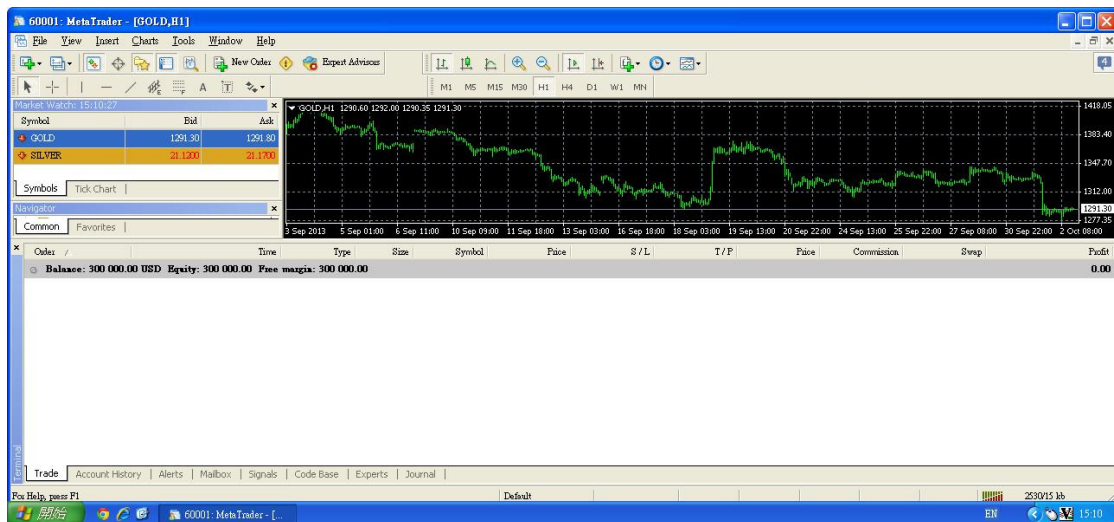 60001: MetaTrader - [GOLD,H1]
File View Insert Charts Tools Window Help
New Order Expert Advisors 4
A T M1 M5 M15 M30 H1 H4 D1 W1 MN
Market Watch: 15:10:27
Symbol Bid Ask
GOLD 1291.30 1291.80
SILVER 21.1200 21.1700
Symbols Tick Chart
Navigator
Common Favorites
GOLD,H1 1290.60 1292.00 1290.35 1291.30
1418.05
1383.40
1347.70
1312.00
1291.30
1277.35
3 Sep 2013 5 Sep 01:00 6 Sep 11:00 10 Sep 09:00 11 Sep 18:00 13 Sep 03:00 16 Sep 18:00 18 Sep 03:00 19 Sep 13:00 20 Sep 22:00 24 Sep 13:00 25 Sep 22:00 27 Sep 08:00 30 Sep 22:00 2 Oct 08:00
Order Time Type Size Symbol Price S / L T / P Price Commission Swap Profit
Balance: 300 000.00 USD Equity: 300 000.00 Free margin: 300 000.00 0.00
Terminal
Trade Account History Alerts Mailbox Signals Code Base Experts Journal
For Help, press F1 Default 2530/15 kb
開始 60001: MetaTrader - [... EN 15:10